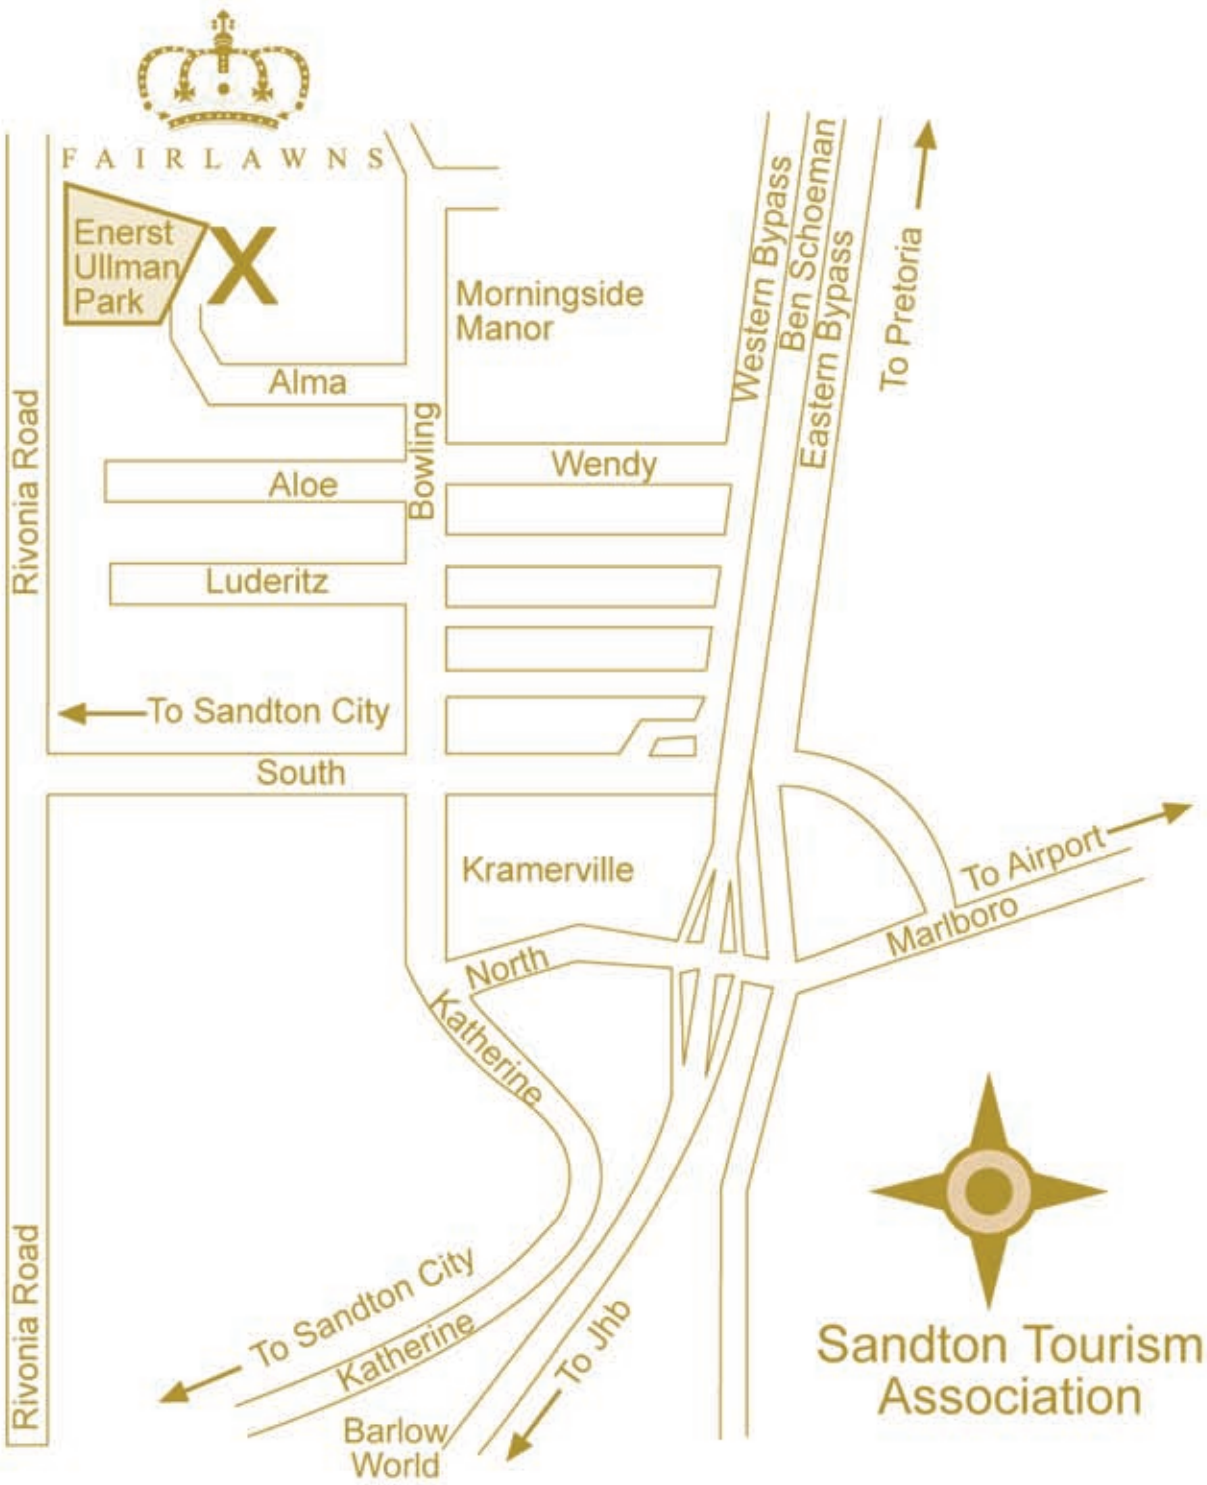 FAIRLAWNS
Enerst
Ullman
Park
X
Morningside
Manor
Western Bypass
Ben Schoeman
Eastern Bypass
To Pretoria
Alma
Bowling
Rivonia Road
Wendy
Aloe
Luderitz
To Sandton City
South
Kramerville
To Airport
Marlboro
North
Katherine
Rivonia Road
To Sandton City
Katherine
To Jhb
Barlow
World
Sandton Tourism
Association